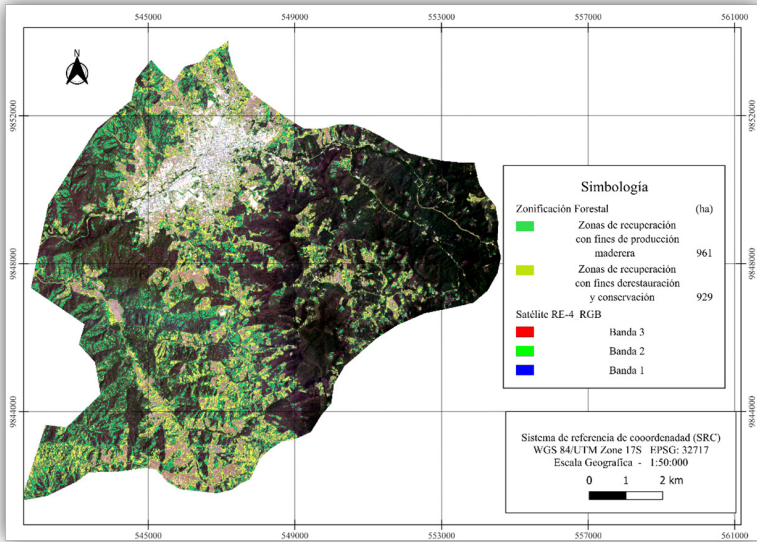 545000 549000 553000 557000 561000
N
9852000 9852000
9848000 9848000
9844000 9844000
Simbología
Zonificación Forestal (ha)
Zonas de recuperación
con fines de producción
maderera 961
Zonas de recuperación
con fines derestauración
y conservación 929
Satélite RE-4 RGB
Banda 3
Banda 2
Banda 1
Sistema de referencia de cooordenadad (SRC)
WGS 84/UTM Zone 17S EPSG: 32717
Escala Geografica - 1:50:000
0 1 2 km
545000 549000 553000 557000 561000